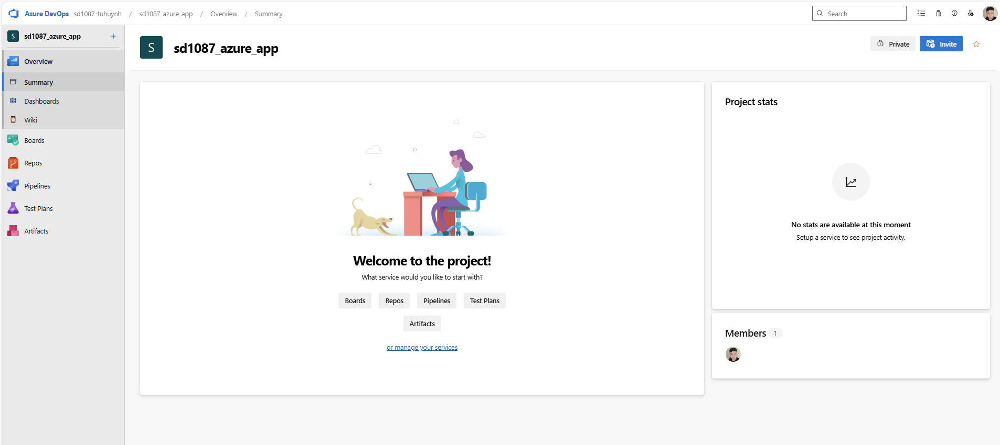 Azure DevOps sd1087-tuhuynh / sd1087_azure_app / Overview / Summary
Search
S sd1087_azure_app +
Overview
Summary
Dashboards
Wiki
Boards
Repos
Pipelines
Test Plans
Artifacts
S sd1087_azure_app
Private
Invite
Welcome to the project!
What service would you like to start with?
Boards Repos Pipelines Test Plans
Artifacts
or manage your services
Project stats
No stats are available at this moment
Setup a service to see project activity.
Members 1